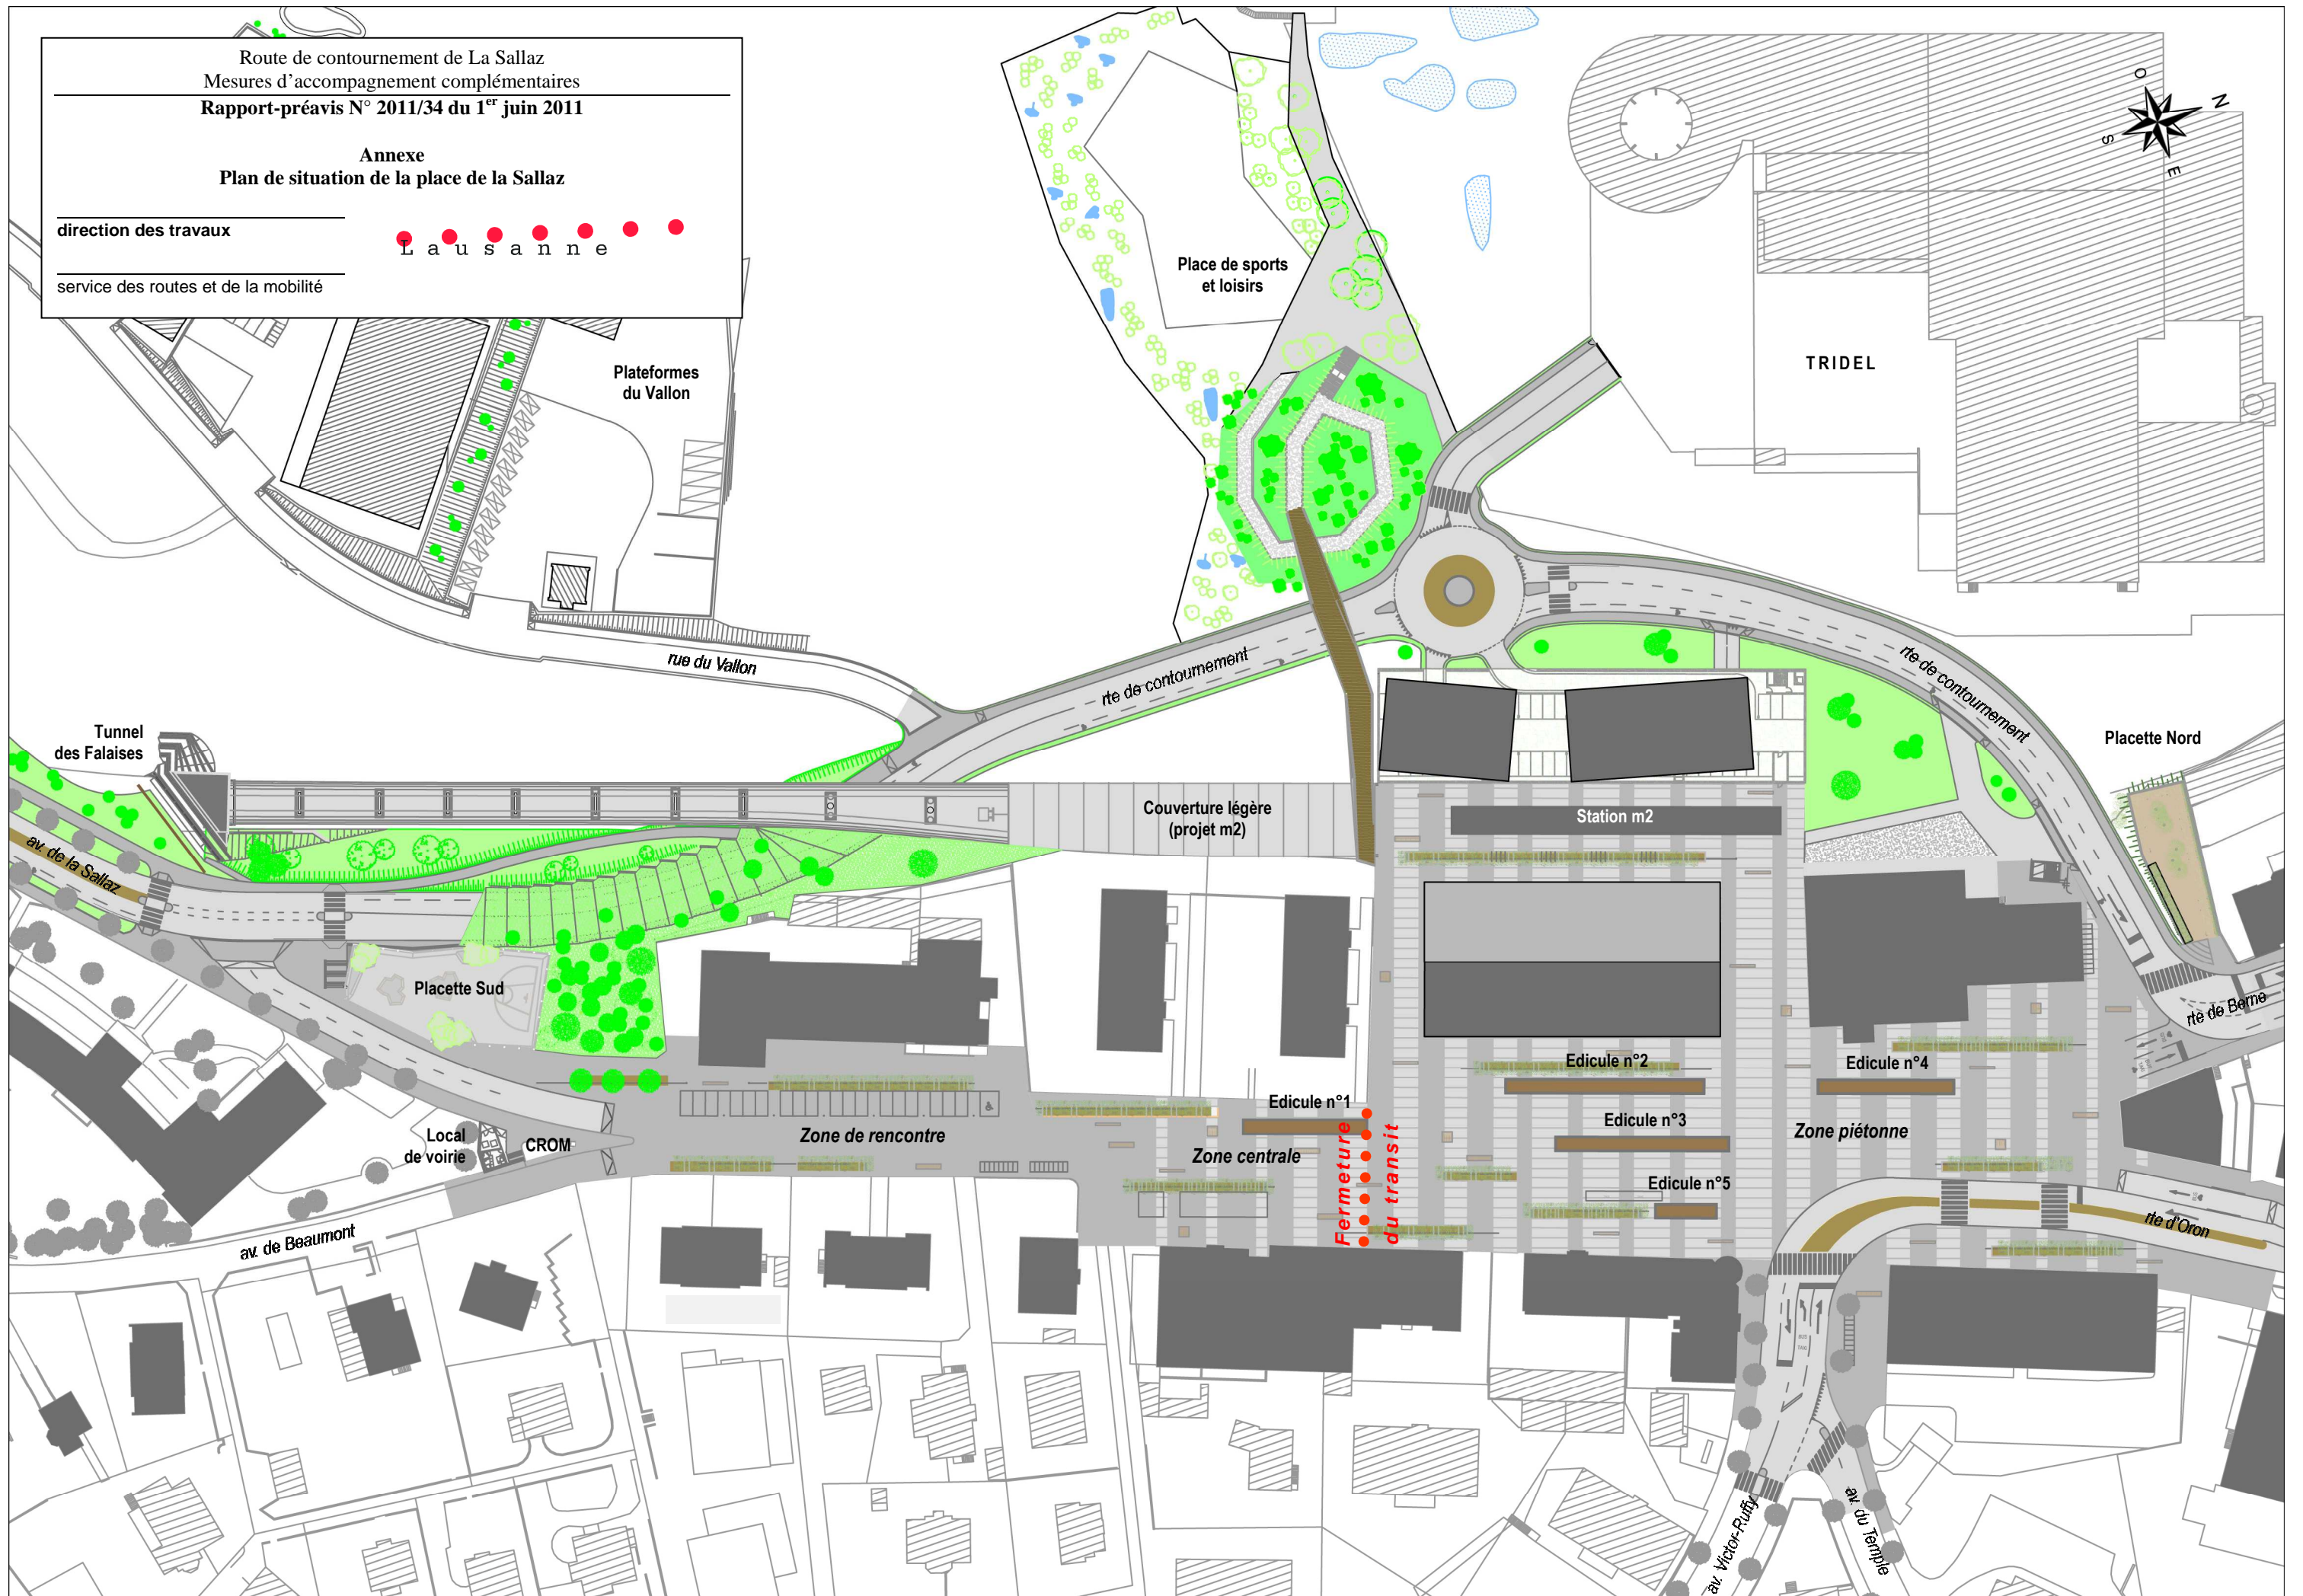 Route de contournement de La Sallaz
Mesures d'accompagnement complémentaires
Rapport-préavis N° 2011/34 du 1er juin 2011
Annexe
Plan de situation de la place de la Sallaz
direction des travaux
Lausanne
service des routes et de la mobilité
O
N
S
E
Place de sports
et loisirs
TRIDEL
Plateformes
du Vallon
rue du Vallon
rte de contournement
rte de contournement
Tunnel
des Falaises
Placette Nord
Couverture légère
(projet m2)
Station m2
av. de la Sallaz
Placette Sud
rte de Berne
Edicule n°2
Edicule n°4
Edicule n°1
Edicule n°3
Zone de rencontre
Zone centrale
Zone piétonne
Fermeture
du transit
Local
de voirie
CROM
Edicule n°5
av. de Beaumont
rte d'Oron
BUS
TAXI
av. Victor-Ruffy
av. du Temple